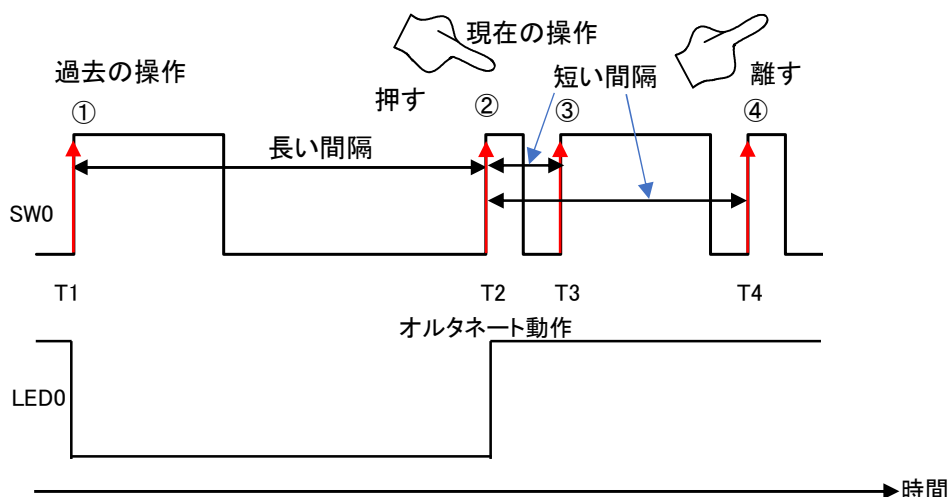 現在の操作
過去の操作
短い間隔
離す
押す
①
②
③
④
長い間隔
SW0
T1
T2
T3
T4
オルタネート動作
LED0
時間